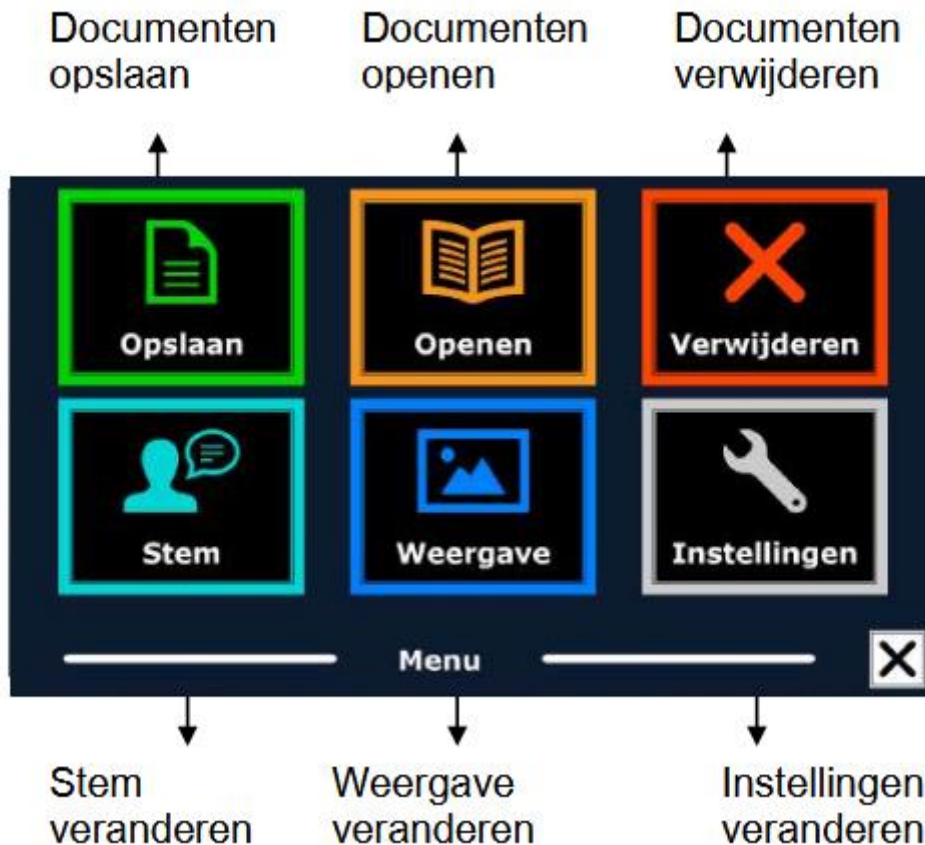 Documenten
opslaan
Documenten
openen
Documenten
verwijderen
Opslaan
Openen
Verwijderen
Stem
Weergave
Instellingen
Menu
Stem
veranderen
Weergave
veranderen
Instellingen
veranderen